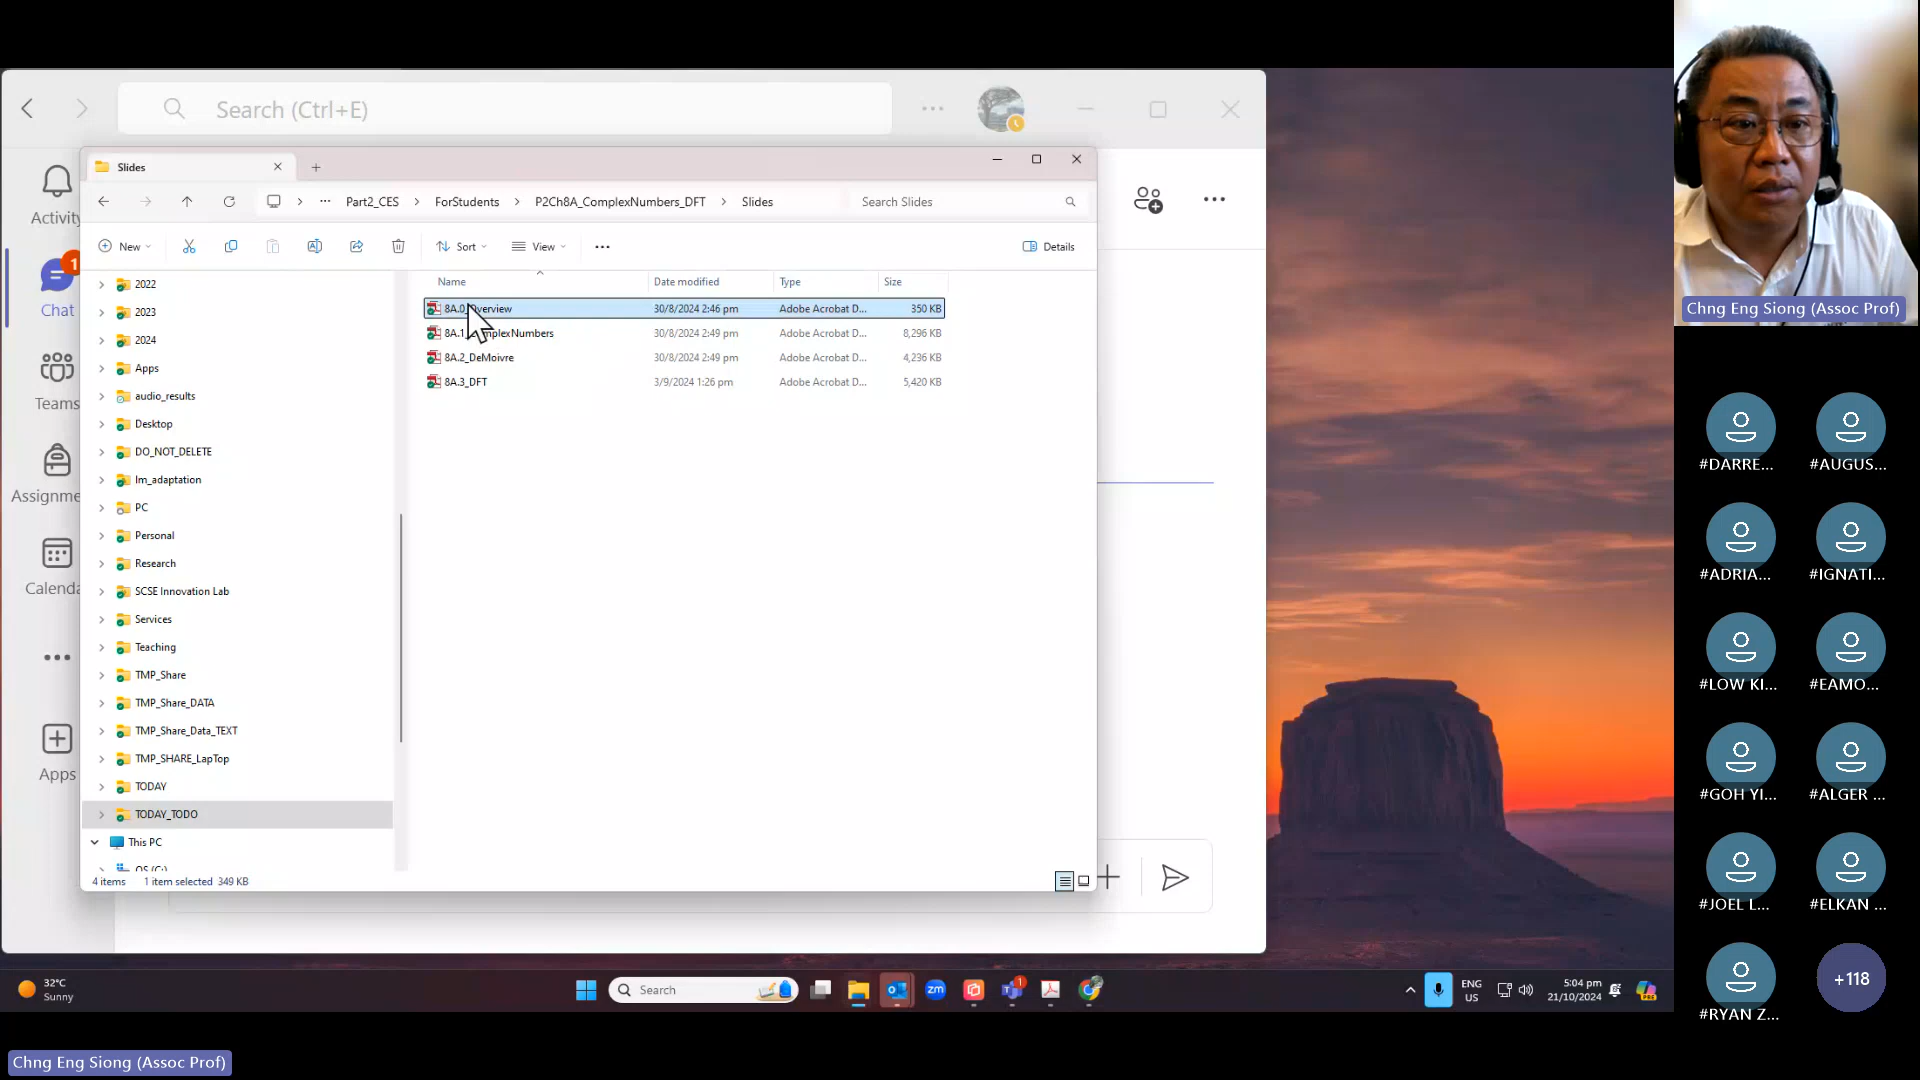 Search (Ctrl+E)
Chng Eng Siong (Assoc Prof)
Activity
1
Chat
Teams
Assignme
Calenda
Apps
Slides
Part2_CES
ForStudents
P2Ch8A_ComplexNumbers_DFT
Slides
Search Slides
New
Sort
View
Details
2022
2023
2024
Apps
audio_results
Desktop
DO_NOT_DELETE
lm_adaptation
PC
Personal
Research
SCSE Innovation Lab
Services
Teaching
TMP_Share
TMP_Share_DATA
TMP_Share_Data_TEXT
TMP_SHARE_LapTop
TODAY
TODAY_TODO
This PC
OS (C:)
Name Date modified Type Size
8A.0_Overview 30/8/2024 2:46 pm Adobe Acrobat D... 350 KB
8A.1_ComplexNumbers 30/8/2024 2:49 pm Adobe Acrobat D... 8,296 KB
8A.2_DeMoivre 30/8/2024 2:49 pm Adobe Acrobat D... 4,236 KB
8A.3_DFT 3/9/2024 1:26 pm Adobe Acrobat D... 5,420 KB
4 items 1 item selected 349 KB
#DARRE... #AUGUS...
#ADRIA... #IGNATI...
#LOW KI... #EAMO...
#GOH YI... #ALGER ...
#JOEL L... #ELKAN ...
#RYAN Z... +118
32°C
Sunny
Search
zm
1
PRE
ENG
US
5:04 pm
21/10/2024
Chng Eng Siong (Assoc Prof)